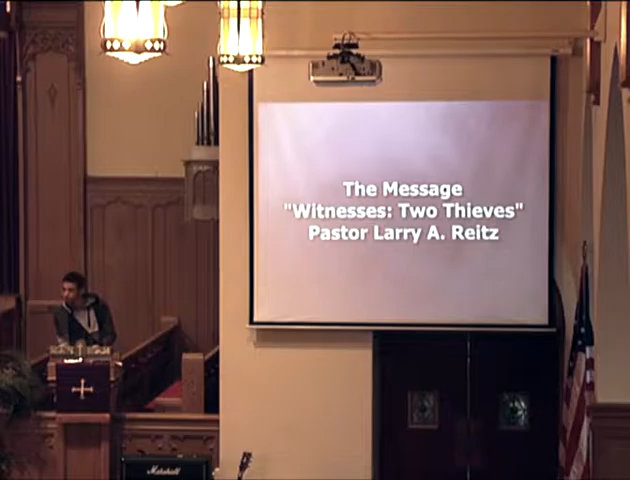 The Message
"Witnesses: Two Thieves"
Pastor Larry A. Reitz
Marshall